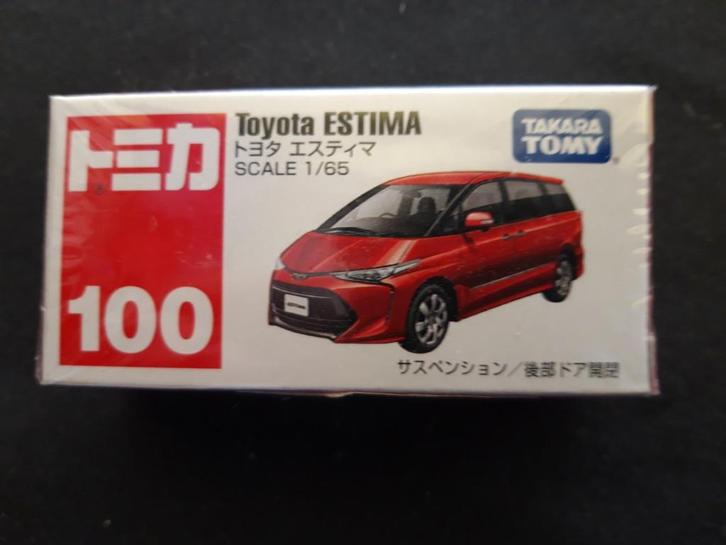 トミカ
100
Toyota ESTIMA
トヨタ エスティマ
SCALE 1/65
TAKARA
TOMY
ESTIMA
サスペンション/後部ドア開閉